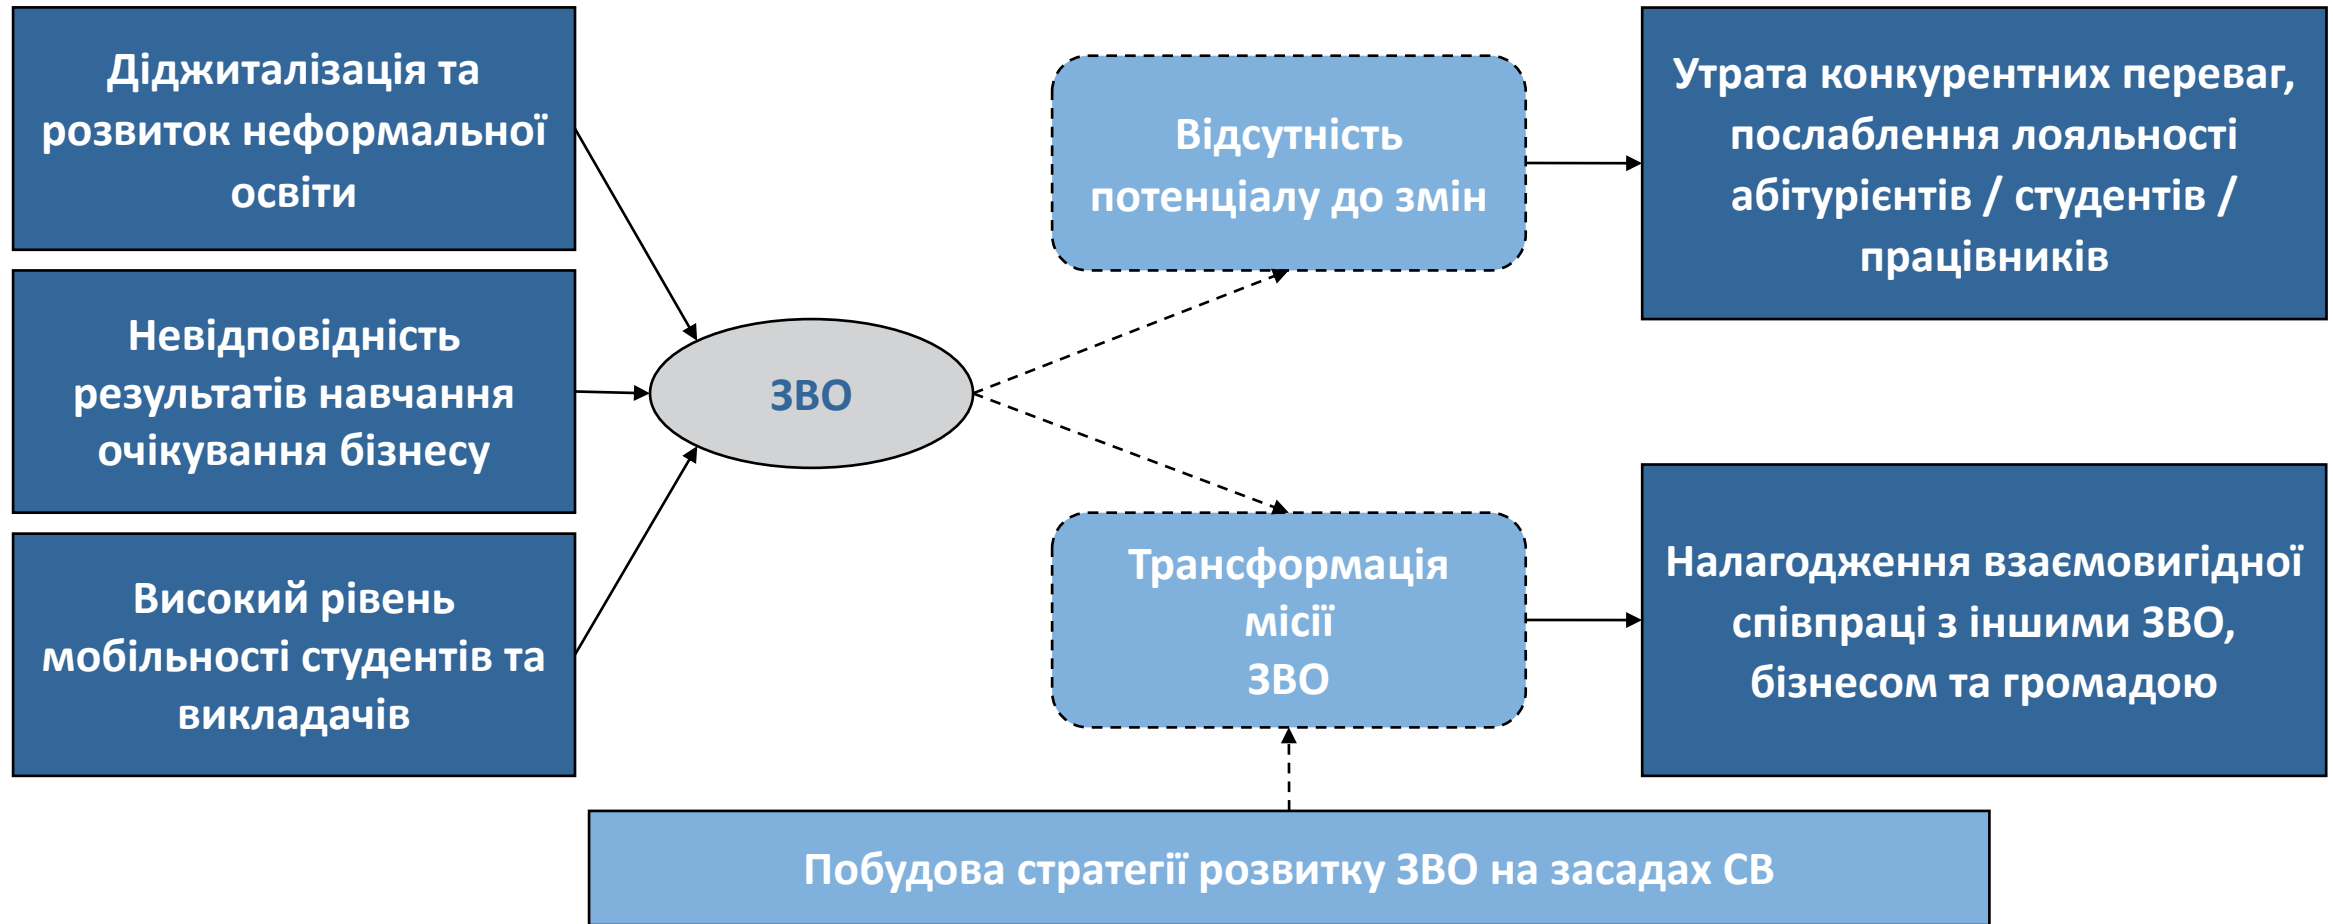 Діджиталізація та
розвиток неформальної
освіти
Невідповідність
результатів навчання
очікування бізнесу
Високий рівень
мобільності студентів та
викладачів
ЗВО
Відсутність
потенціалу до змін
Трансформація
місії
ЗВО
Утрата конкурентних переваг,
послаблення лояльності
абітурієнтів / студентів /
працівників
Налагодження взаємовигідної
співпраці з іншими ЗВО,
бізнесом та громадою
Побудова стратегії розвитку ЗВО на засадах СВ